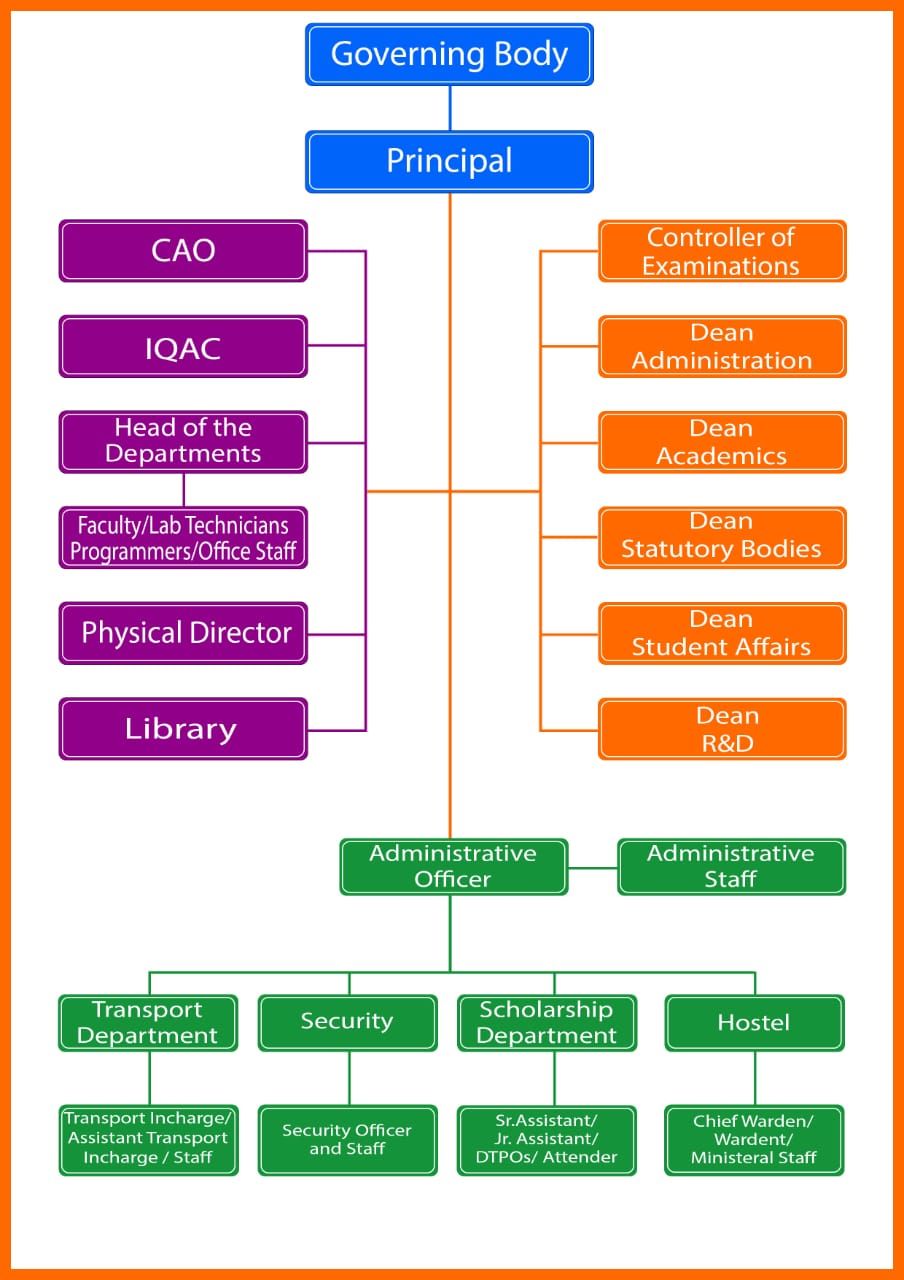 Governing Body
Principal
CAO
IQAC
Head of the
Departments
Faculty/Lab Technicians
Programmers/Office Staff
Physical Director
Library
Controller of
Examinations
Dean
Administration
Dean
Academics
Dean
Statutory Bodies
Dean
Student Affairs
Dean
R&D
Administrative
Officer
Administrative
Staff
Transport
Department
Security
Scholarship
Department
Hostel
Transport Incharge/
Assistant Transport
Incharge / Staff
Security Officer
and Staff
Sr.Assistant/
Jr. Assistant/
DTPOs/ Attender
Chief Warden/
Wardent/
Ministeral Staff